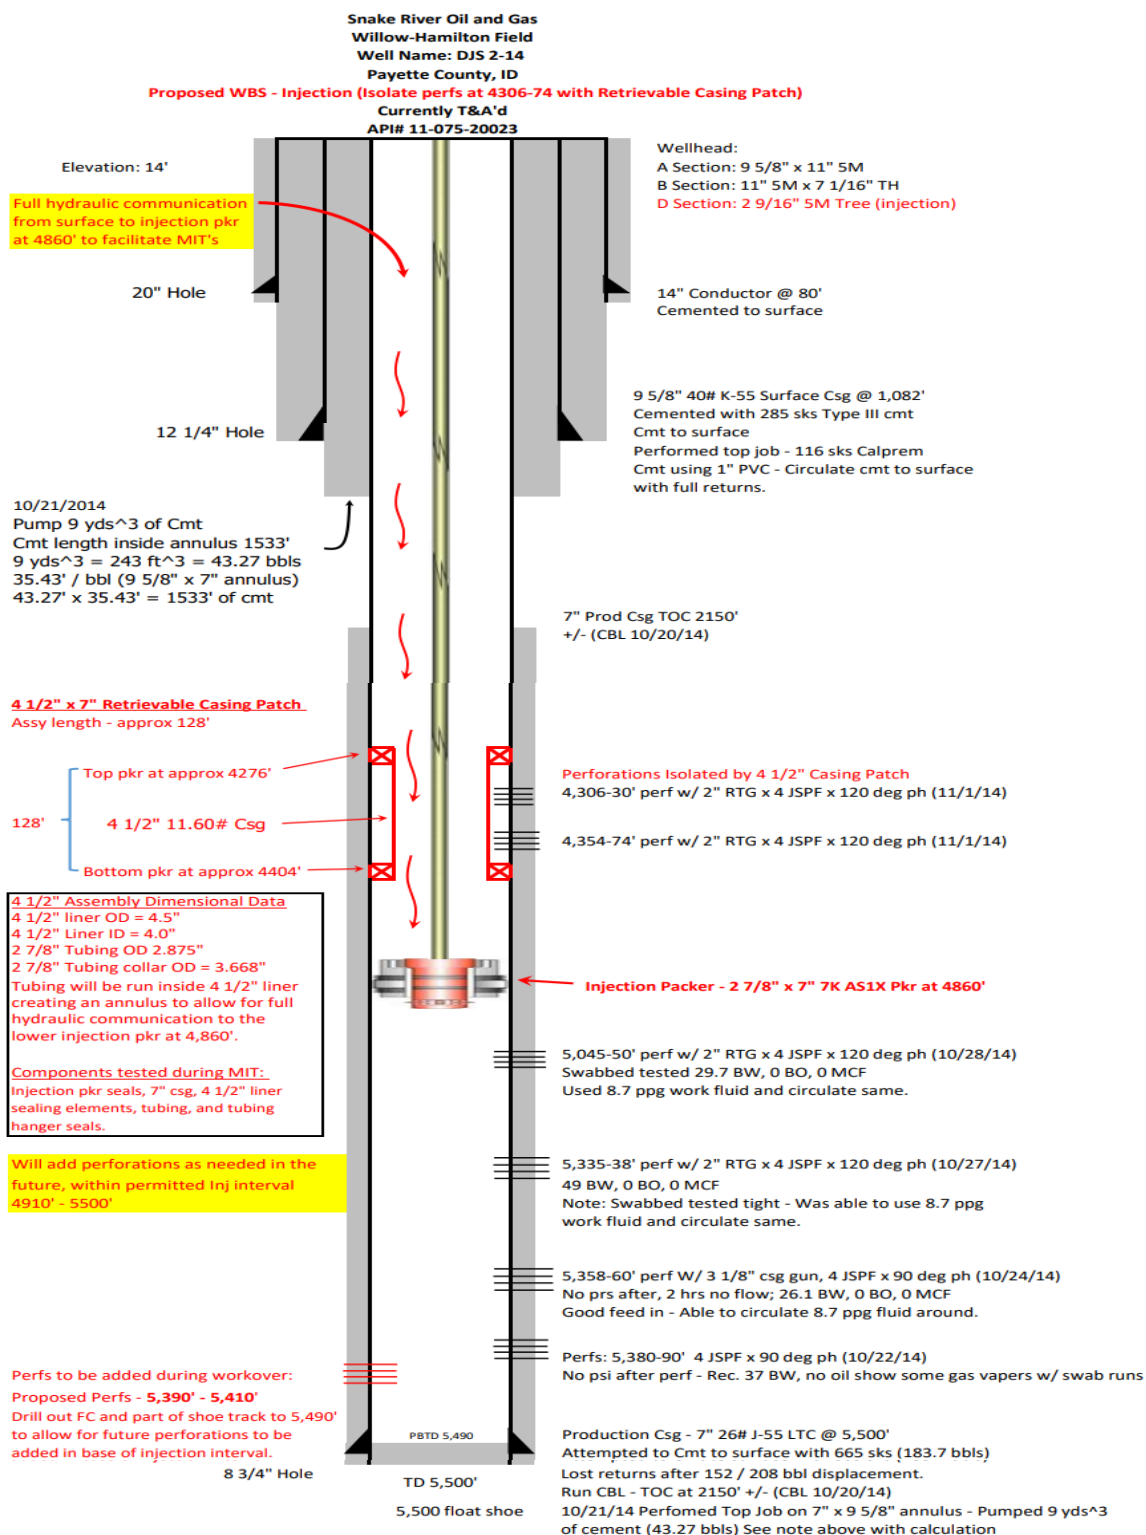 Snake River Oil and Gas
Willow-Hamilton Field
Well Name: DJS 2-14
Payette County, ID
Proposed WBS - Injection (Isolate perfs at 4306-74 with Retrievable Casing Patch)
Currently T&A'd
API# 11-075-20023
Elevation: 14'
Wellhead:
A Section: 9 5/8" x 11" 5M
B Section: 11" 5M x 7 1/16" TH
D Section: 2 9/16" 5M Tree (injection)
Full hydraulic communication
from surface to injection pkr
at 4860' to facilitate MIT's
20" Hole
14" Conductor @ 80'
Cemented to surface
12 1/4" Hole
9 5/8" 40# K-55 Surface Csg @ 1,082'
Cemented with 285 sks Type III cmt
Cmt to surface
Performed top job - 116 sks Calprem
Cmt using 1" PVC - Circulate cmt to surface
with full returns.
10/21/2014
Pump 9 yds^3 of Cmt
Cmt length inside annulus 1533'
9 yds^3 = 243 ft^3 = 43.27 bbls
35.43' / bbl (9 5/8" x 7" annulus)
43.27' x 35.43' = 1533' of cmt
7" Prod Csg TOC 2150'
+/- (CBL 10/20/14)
4 1/2" x 7" Retrievable Casing Patch
Assy length - approx 128'
Top pkr at approx 4276'
128'
4 1/2" 11.60# Csg
Bottom pkr at approx 4404'
Perforations Isolated by 4 1/2" Casing Patch
4,306-30' perf w/ 2" RTG x 4 JSPF x 120 deg ph (11/1/14)
4,354-74' perf w/ 2" RTG x 4 JSPF x 120 deg ph (11/1/14)
4 1/2" Assembly Dimensional Data
4 1/2" liner OD = 4.5"
4 1/2" Liner ID = 4.0"
2 7/8" Tubing OD 2.875"
2 7/8" Tubing collar OD = 3.668"
Tubing will be run inside 4 1/2" liner
creating an annulus to allow for full
hydraulic communication to the
lower injection pkr at 4,860'.
Components tested during MIT:
Injection pkr seals, 7" csg, 4 1/2" liner
sealing elements, tubing, and tubing
hanger seals.
Injection Packer - 2 7/8" x 7" 7K AS1X Pkr at 4860'
5,045-50' perf w/ 2" RTG x 4 JSPF x 120 deg ph (10/28/14)
Swabbed tested 29.7 BW, 0 BO, 0 MCF
Used 8.7 ppg work fluid and circulate same.
Will add perforations as needed in the
future, within permitted Inj interval
4910' - 5500'
5,335-38' perf w/ 2" RTG x 4 JSPF x 120 deg ph (10/27/14)
49 BW, 0 BO, 0 MCF
Note: Swabbed tested tight - Was able to use 8.7 ppg
work fluid and circulate same.
5,358-60' perf W/ 3 1/8" csg gun, 4 JSPF x 90 deg ph (10/24/14)
No prs after, 2 hrs no flow; 26.1 BW, 0 BO, 0 MCF
Good feed in - Able to circulate 8.7 ppg fluid around.
Perfs: 5,380-90' 4 JSPF x 90 deg ph (10/22/14)
No psi after perf - Rec. 37 BW, no oil show some gas vapers w/ swab runs
Perfs to be added during workover:
Proposed Perfs - 5,390' - 5,410'
Drill out FC and part of shoe track to 5,490'
to allow for future perforations to be
added in base of injection interval.
8 3/4" Hole
PBTD 5,490
TD 5,500'
5,500 float shoe
Production Csg - 7" 26# J-55 LTC @ 5,500'
Attempted to Cmt to surface with 665 sks (183.7 bbls)
Lost returns after 152 / 208 bbl displacement.
Run CBL - TOC at 2150' +/- (CBL 10/20/14)
10/21/14 Perfomed Top Job on 7" x 9 5/8" annulus - Pumped 9 yds^3
of cement (43.27 bbls) See note above with calculation